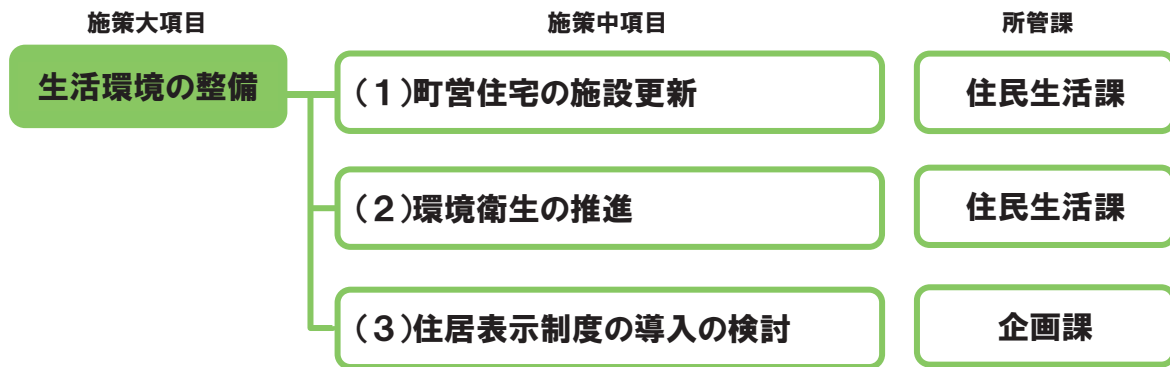 施策大項目 施策中項目 所管課
生活環境の整備 （１）町営住宅の施設更新 住民生活課
（２）環境衛生の推進 住民生活課
（３）住居表示制度の導入の検討 企画課